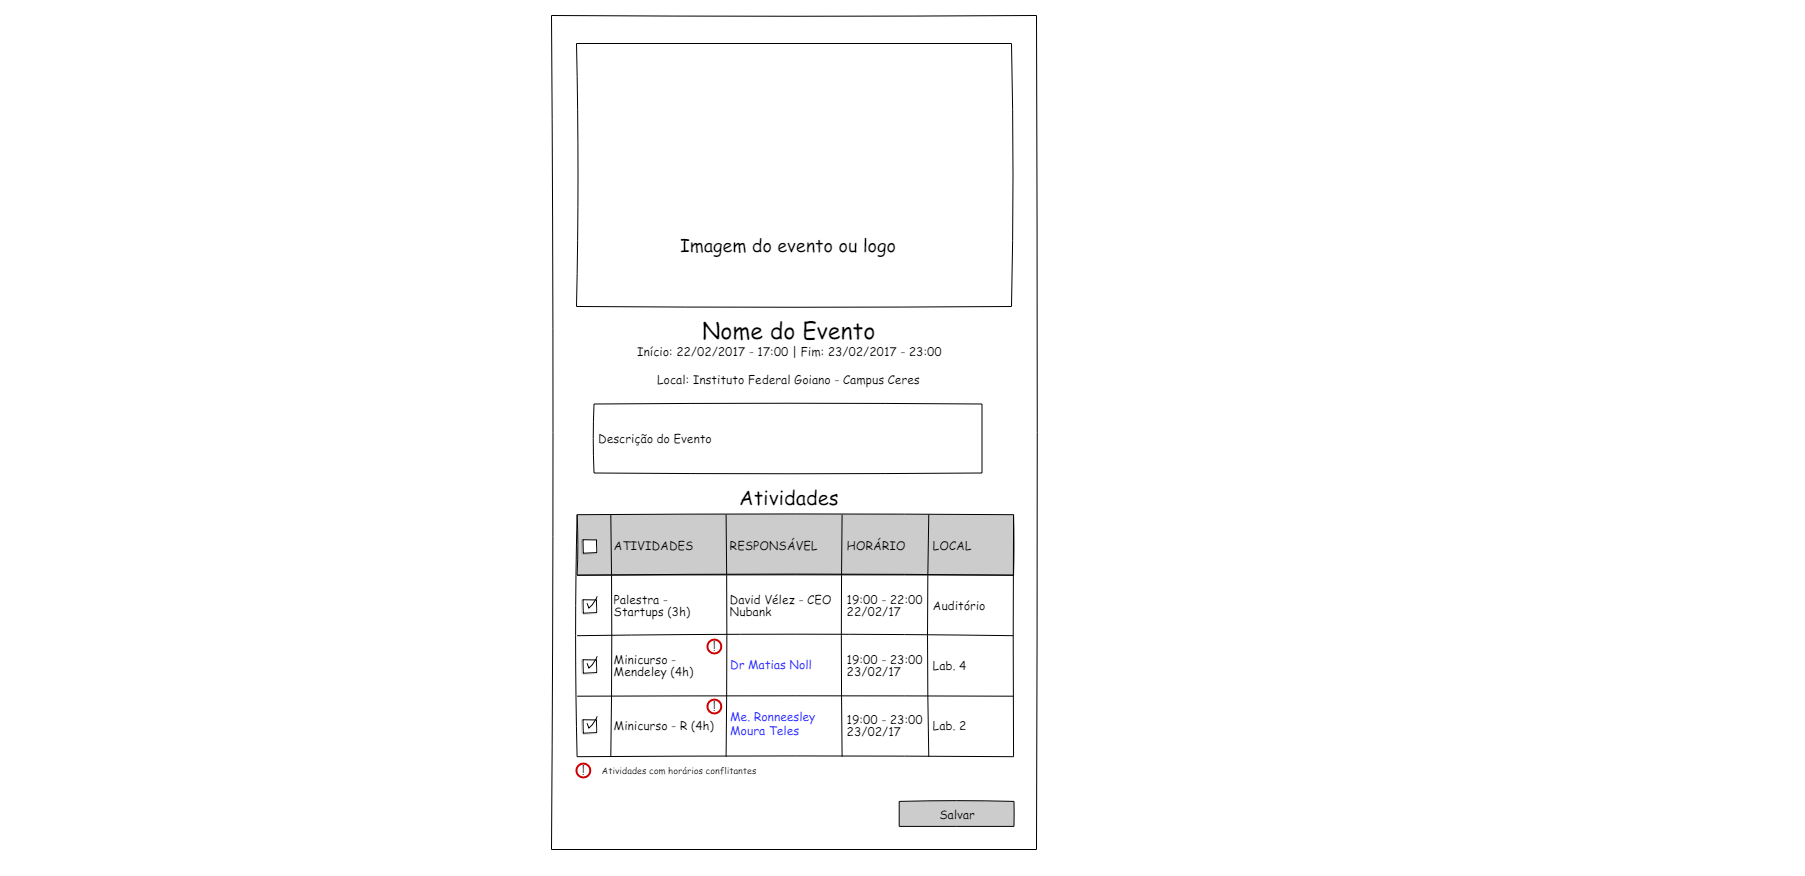 Imagem do evento ou logo
Nome do Evento
Início: 22/02/2017 - 17:00 | Fim: 23/02/2017 - 23:00
Local: Instituto Federal Goiano - Campus Ceres
Descrição do Evento
Atividades
ATIVIDADES RESPONSÁVEL HORÁRIO LOCAL
Palestra -
Startups (3h)
David Vélez - CEO
Nubank
19:00 - 22:00
22/02/17
Auditório
!
Minicurso -
Mendeley (4h)
Dr Matias Noll
19:00 - 23:00
23/02/17
Lab. 4
!
Minicurso - R (4h)
Me. Ronneesley
Moura Teles
19:00 - 23:00
23/02/17
Lab. 2
! Atividades com horários conflitantes
Salvar